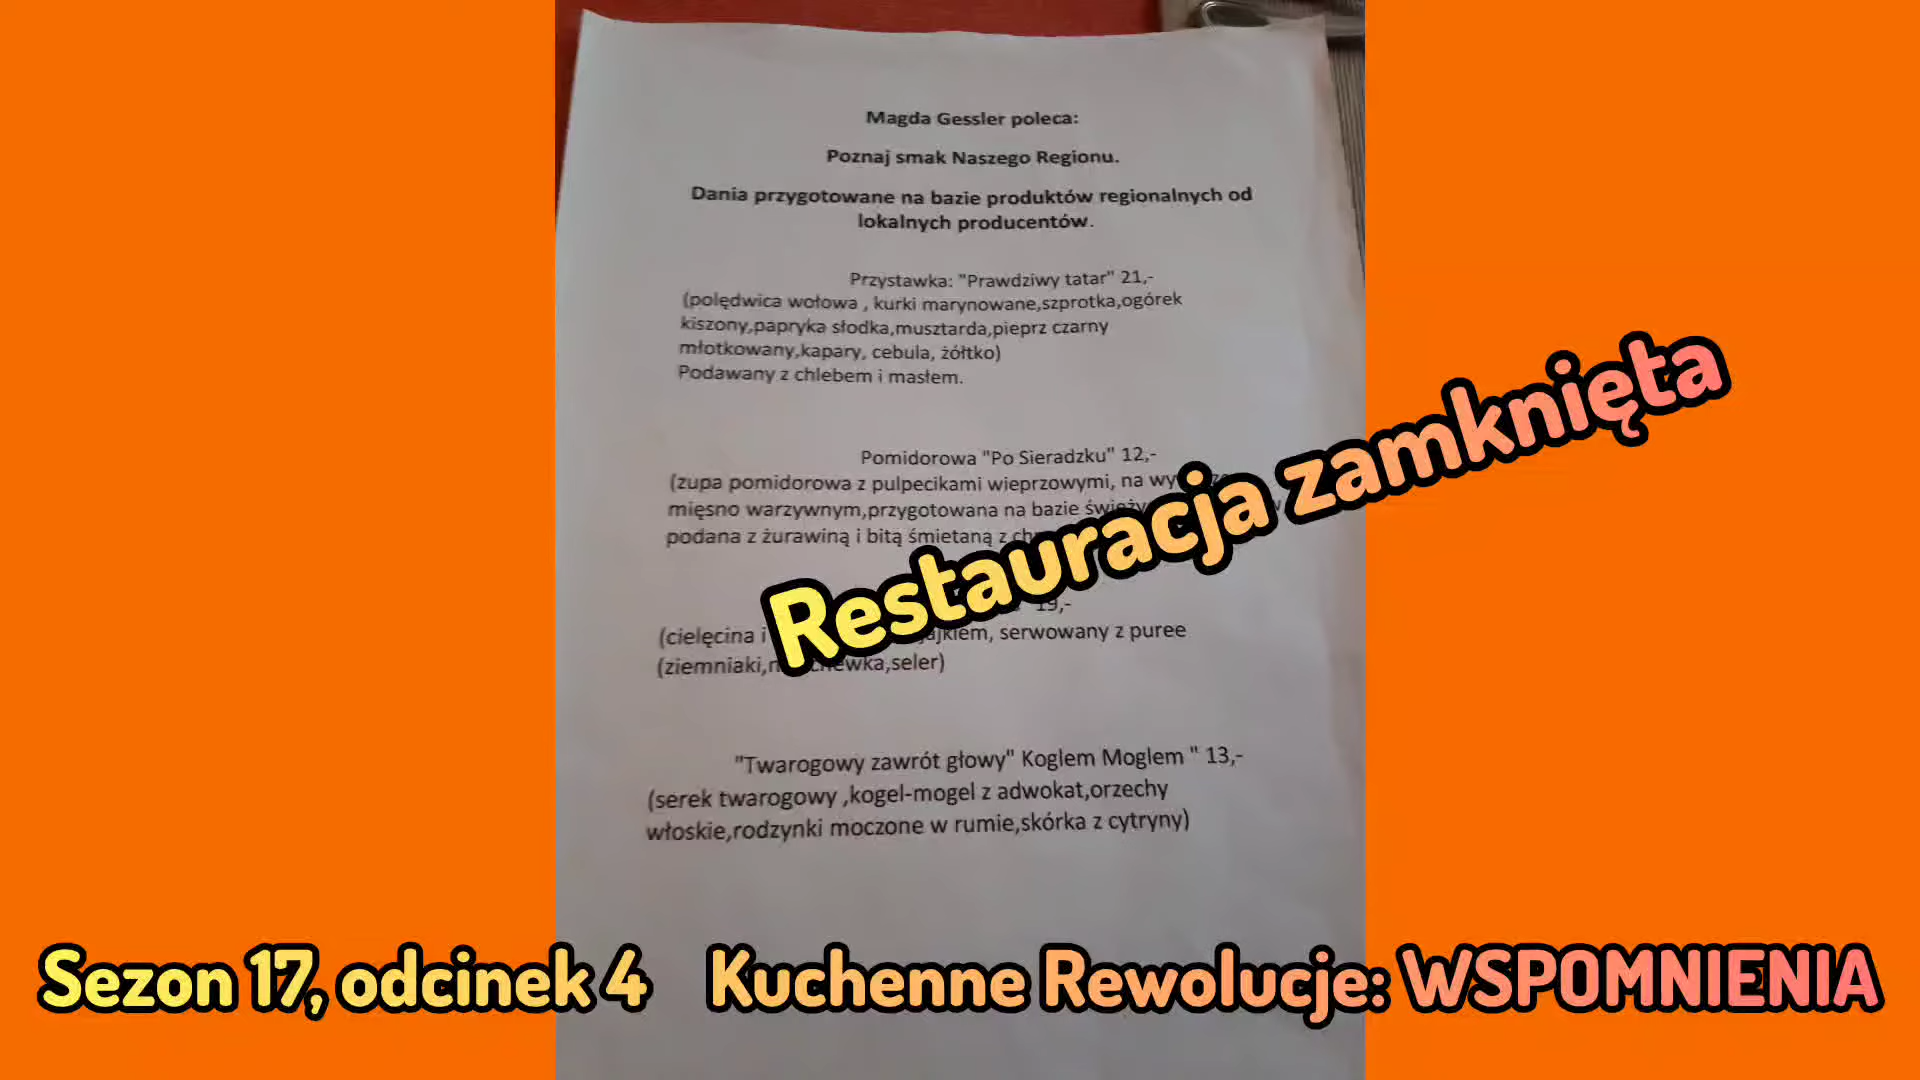 Magda Gessler poleca:
Poznaj smak Naszego Regionu.
Dania przygotowane na bazie produktów regionalnych od
lokalnych producentów.
Przystawka: "Prawdziwy tatar" 21,-
(polędwica wołowa , kurki marynowane,szprotka,ogórek
kiszony,papryka słodka,musztarda,pieprz czarny
młotkowany,kapary, cebula, żółtko)
Podawany z chlebem i masłem.
Pomidorowa "Po Sieradzku" 12,-
(zupa pomidorowa z pulpecikami wieprzowymi, na
mięsno warzywnym,przygotowana na bazie
podana z żurawiną i bitą śmietaną z
Restauracja zamknięta
19,-
(cielęcina i serwowany z puree
(ziemniaki, seler)
"Twarogowy zawrót głowy" Koglem Moglem " 13,-
(serek twarogowy ,kogel-mogel z adwokat,orzechy
włoskie,rodzynki moczone w rumie,skórka z cytryny)
Sezon 17, odcinek 4 Kuchenne Rewolucje: WSPOMNIENIA